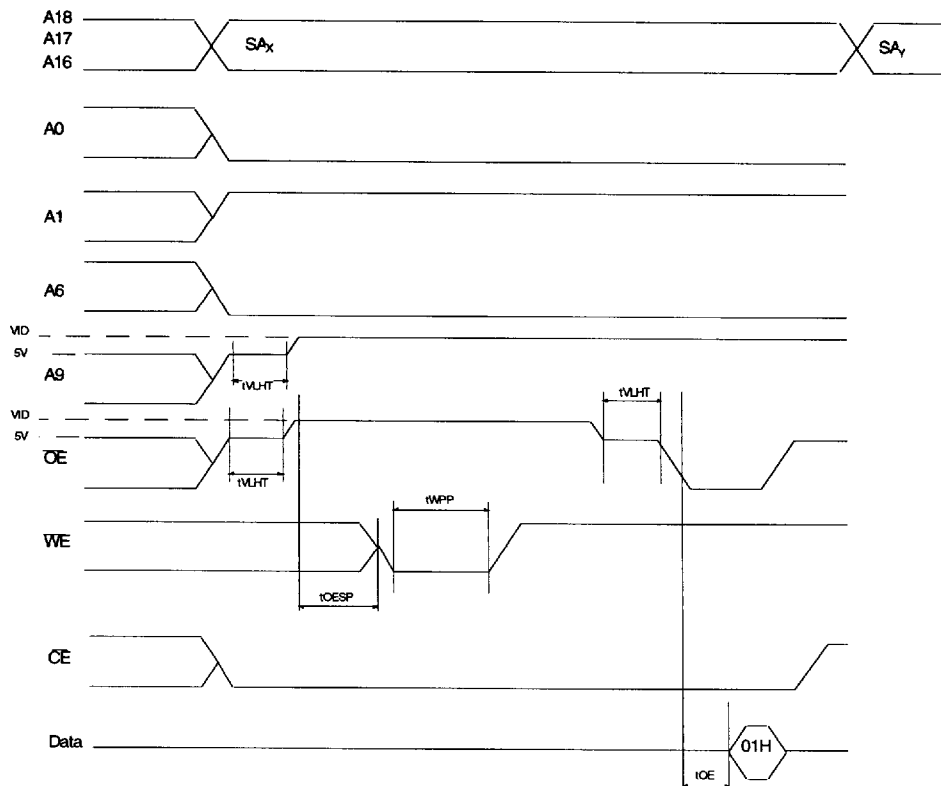 A18
A17
A16
SAX
SAY
A0
A1
A6
VID
5V
A9
tVLHT
tVLHT
VID
5V
OE
tVLHT
tWPP
WE
tOESP
CE
Data
01H
tOE